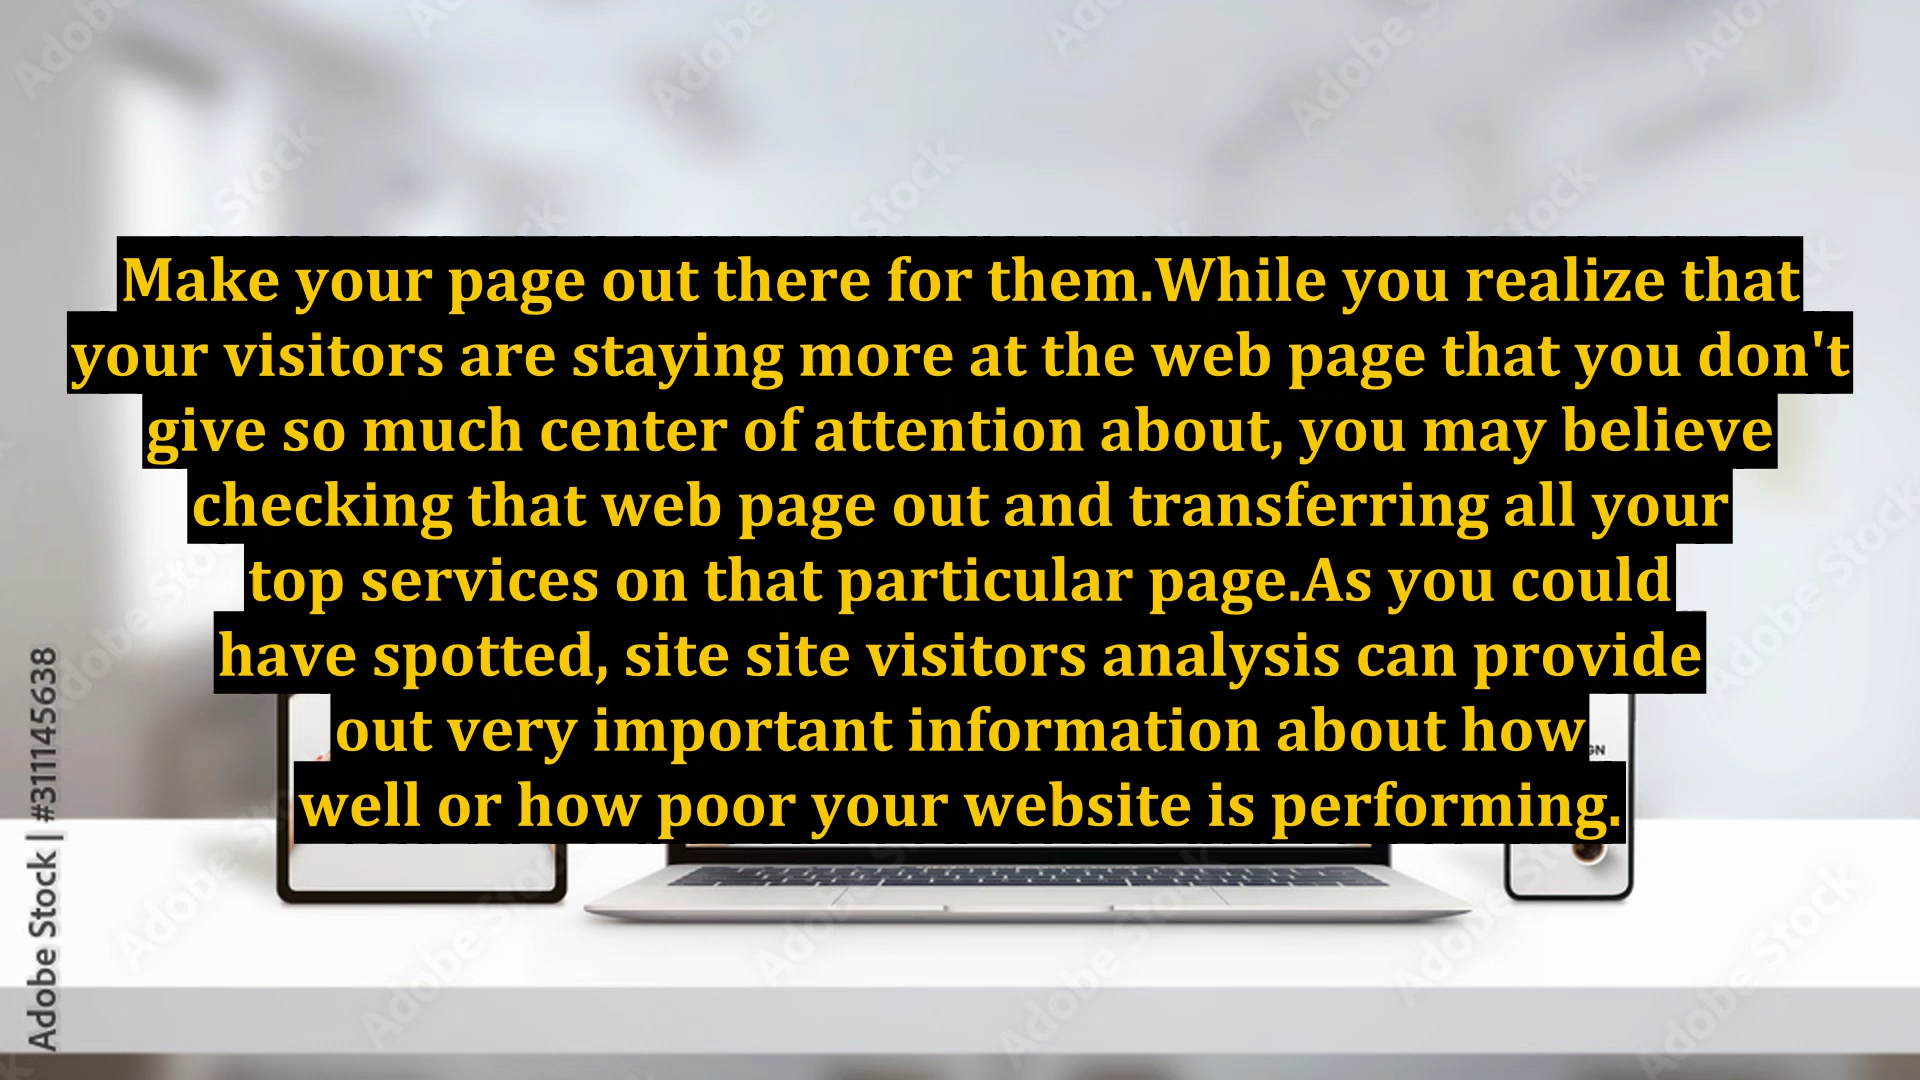 Make your page out there for them.While you realize that
your visitors are staying more at the web page that you don't
give so much center of attention about, you may believe
checking that web page out and transferring all your
top services on that particular page.As you could
have spotted, site site visitors analysis can provide
out very important information about how
well or how poor your website is performing.
Adobe Stock | #311145638